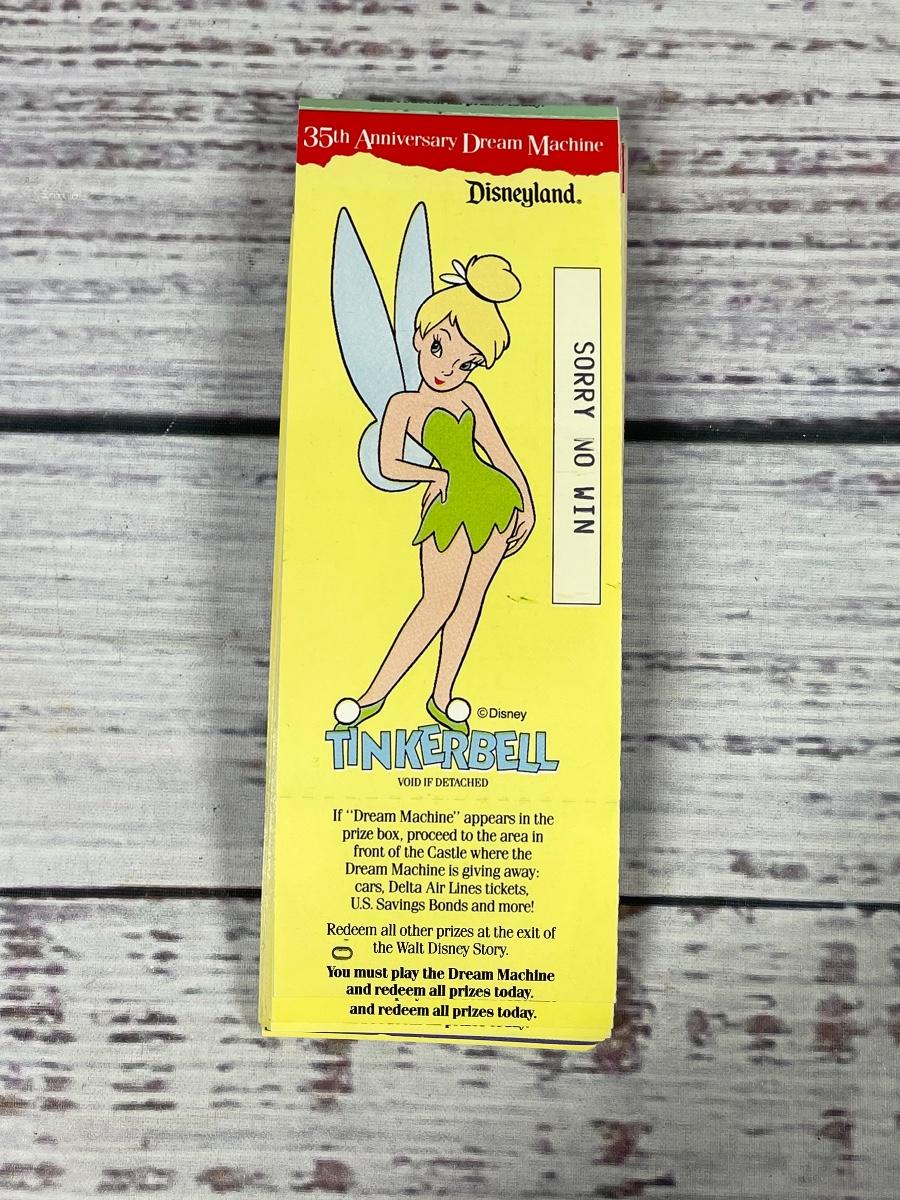 35th Anniversary Dream Machine
Disneyland®
SORRY NO WIN
©Disney
TINKERBELL
VOID IF DETACHED
If "Dream Machine" appears in the
prize box, proceed to the area in
front of the Castle where the
Dream Machine is giving away:
cars, Delta Air Lines tickets,
U.S. Savings Bonds and more!
Redeem all other prizes at the exit of
the Walt Disney Story.
0
You must play the Dream Machine
and redeem all prizes today.
and redeem all prizes today.